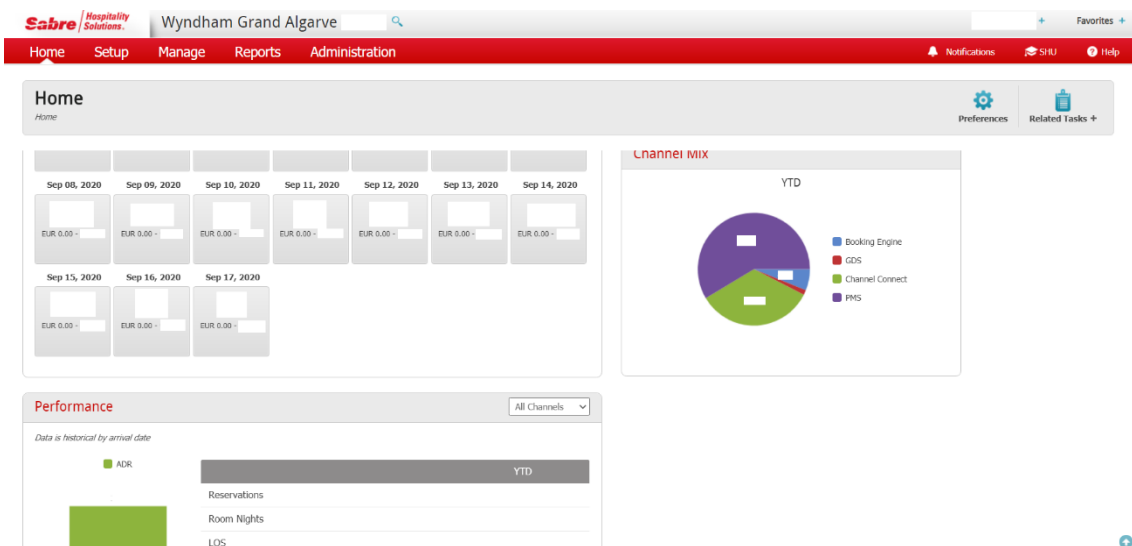 Sabre Hospitality Solutions.
Wyndham Grand Algarve
+ Favorites +
Home Setup Manage Reports Administration
Notifications SHU Help
Home
Home
Preferences
Related Tasks +
Sep 08, 2020 Sep 09, 2020 Sep 10, 2020 Sep 11, 2020 Sep 12, 2020 Sep 13, 2020 Sep 14, 2020
EUR 0.00 - EUR 0.00 - EUR 0.00 - EUR 0.00 - EUR 0.00 - EUR 0.00 - EUR 0.00 -
Sep 15, 2020 Sep 16, 2020 Sep 17, 2020
EUR 0.00 - EUR 0.00 - EUR 0.00 -
Channel Mix
YTD
Booking Engine
GDS
Channel Connect
PMS
Performance
All Channels
Data is historical by arrival date
ADR
YTD
Reservations
Room Nights
LOS